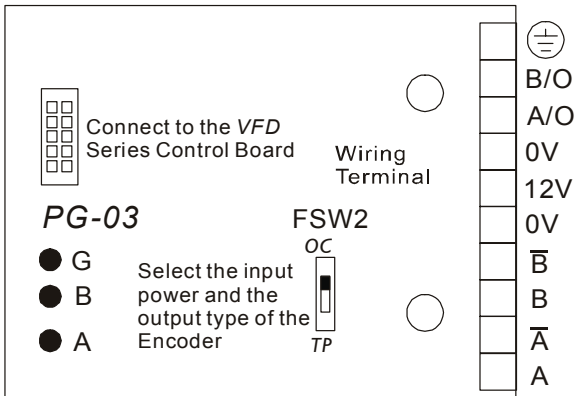 Connect to the VFD
Series Control Board
Wiring
Terminal
PG-03
FSW2
OC
G
B
A
Select the input
power and the
output type of the
Encoder
TP
B/O
A/O
0V
12V
0V
B̅
B
A̅
A